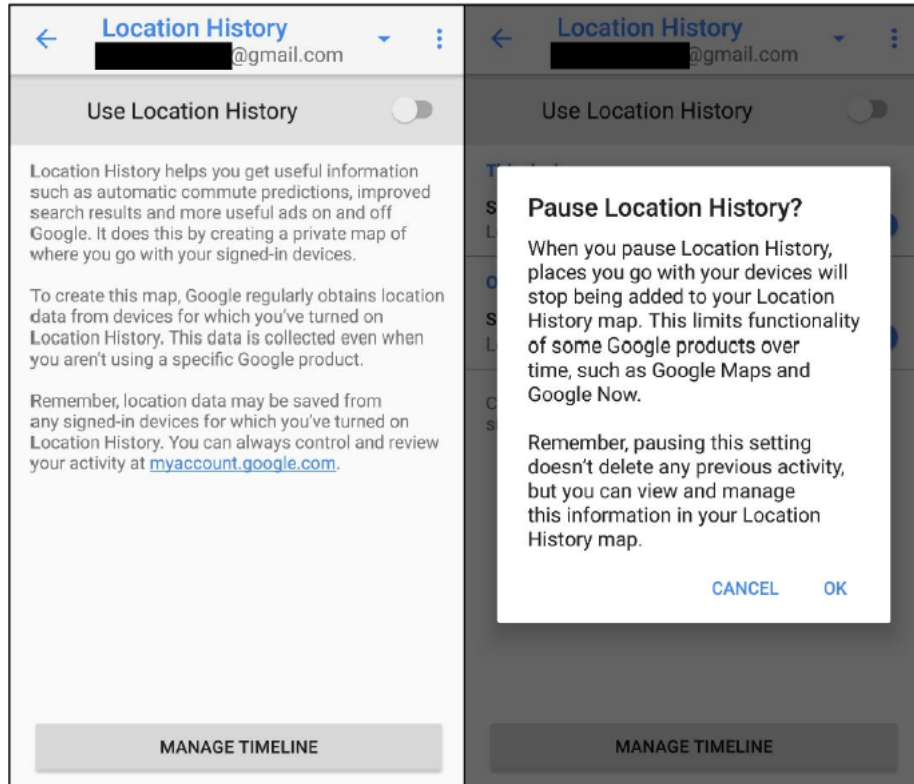 Location History
@gmail.com
Use Location History
Location History helps you get useful information
such as automatic commute predictions, improved
search results and more useful ads on and off
Google. It does this by creating a private map of
where you go with your signed-in devices.
To create this map, Google regularly obtains location
data from devices for which you've turned on
Location History. This data is collected even when
you aren't using a specific Google product.
Remember, location data may be saved from
any signed-in devices for which you've turned on
Location History. You can always control and review
your activity at myaccount.google.com.
MANAGE TIMELINE
Location History
@gmail.com
Use Location History
Pause Location History?
When you pause Location History,
places you go with your devices will
stop being added to your Location
History map. This limits functionality
of some Google products over
time, such as Google Maps and
Google Now.
Remember, pausing this setting
doesn't delete any previous activity,
but you can view and manage
this information in your Location
History map.
CANCEL OK
MANAGE TIMELINE